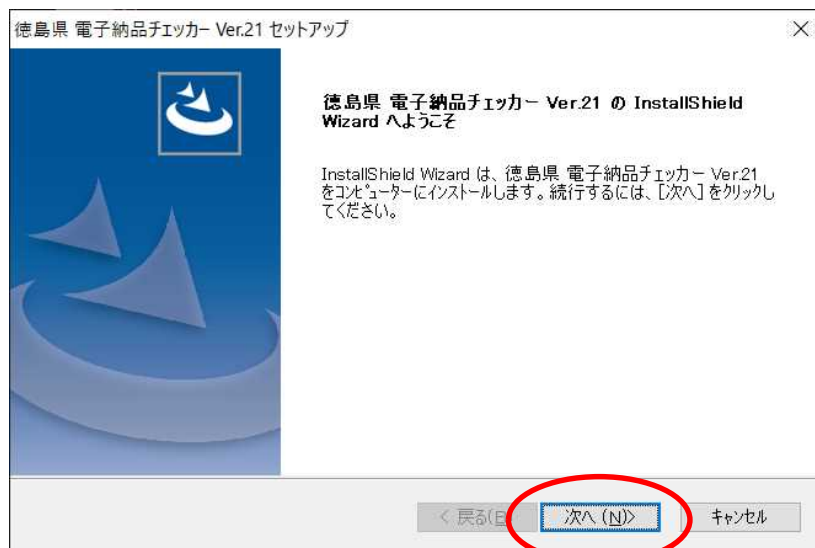 徳島県 電子納品チェッカー Ver.21 セットアップ
徳島県 電子納品チェッカー Ver.21 の InstallShield
Wizard へようこそ
InstallShield Wizard は、徳島県 電子納品チェッカー Ver.21
をコンピューターにインストールします。続行するには、[次へ] をクリックし
てください。
< 戻る(B
次へ (N)>
キャンセル